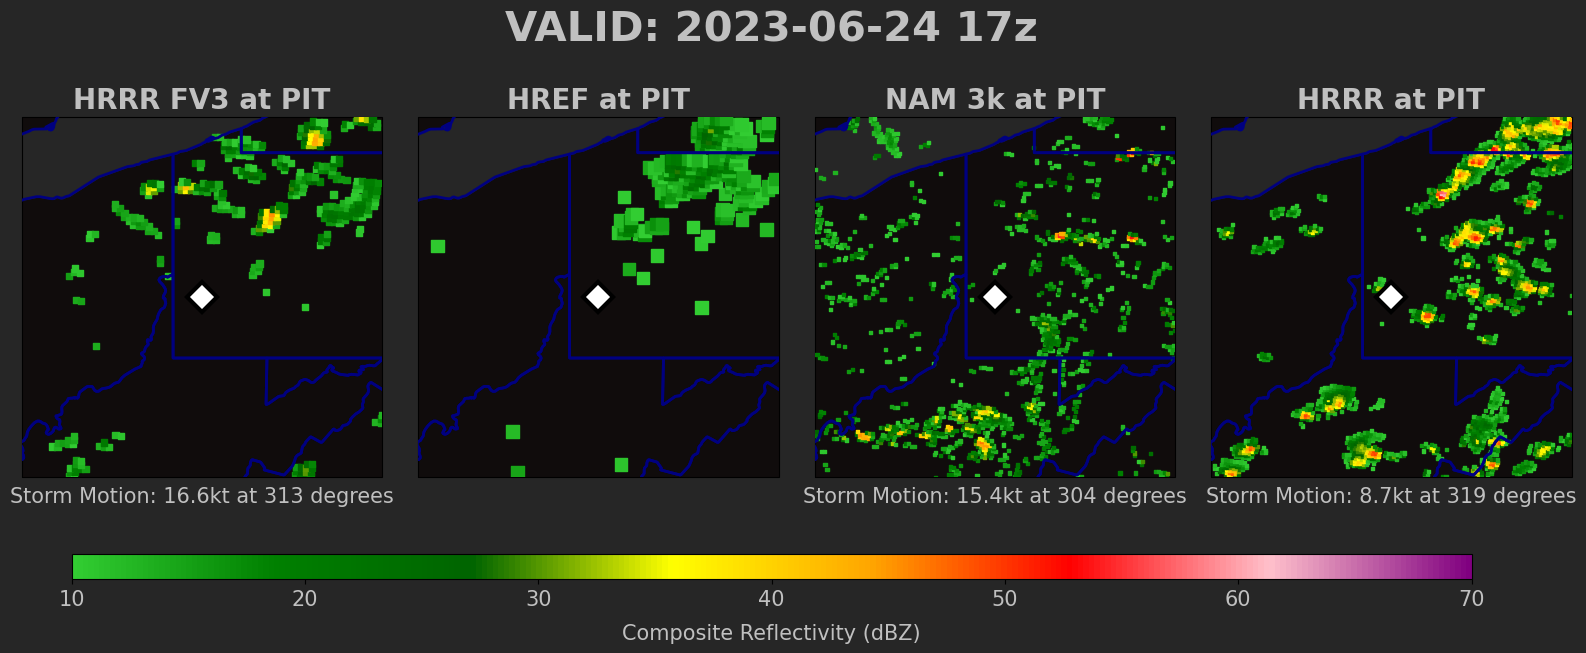 VALID: 2023-06-24 17z
HRRR FV3 at PIT
HREF at PIT
NAM 3k at PIT
HRRR at PIT
Storm Motion: 16.6kt at 313 degrees
Storm Motion: 15.4kt at 304 degrees
Storm Motion: 8.7kt at 319 degrees
10 20 30 40 50 60 70
Composite Reflectivity (dBZ)